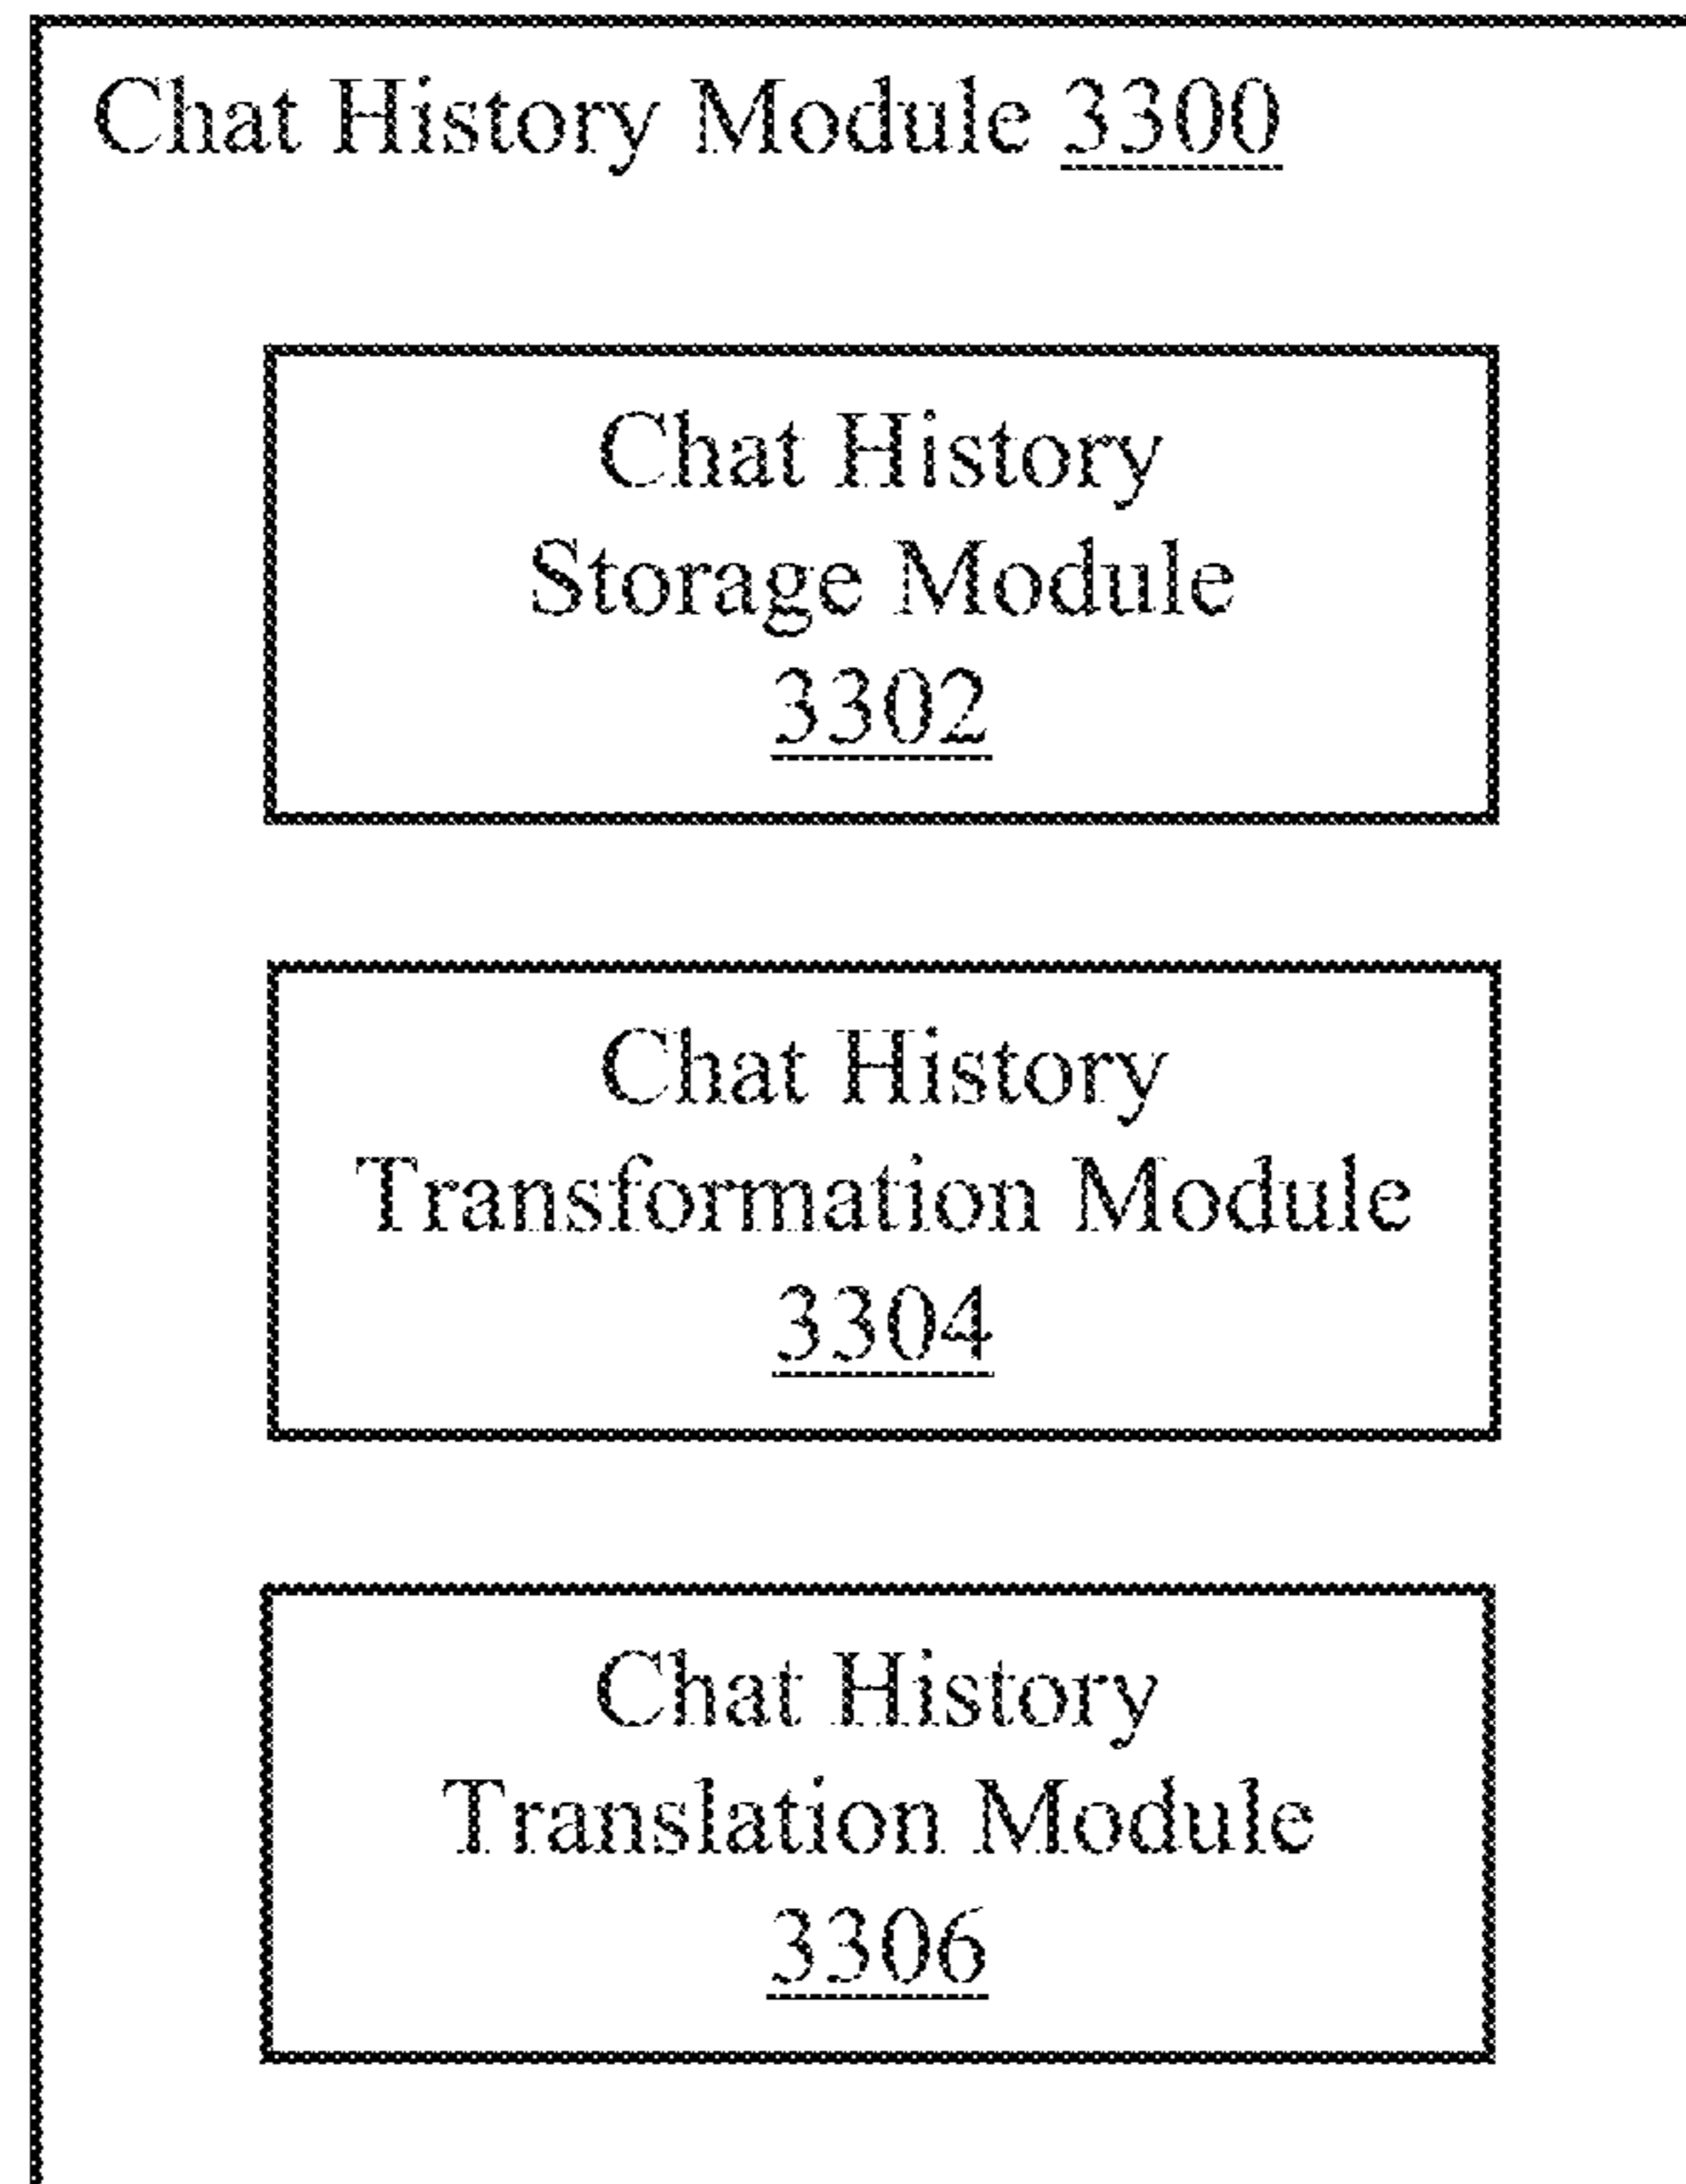 Chat History Module 3300
Chat History
Storage Module
3302
Chat History
Transformation Module
3304
Chat History
Translation Module
3306